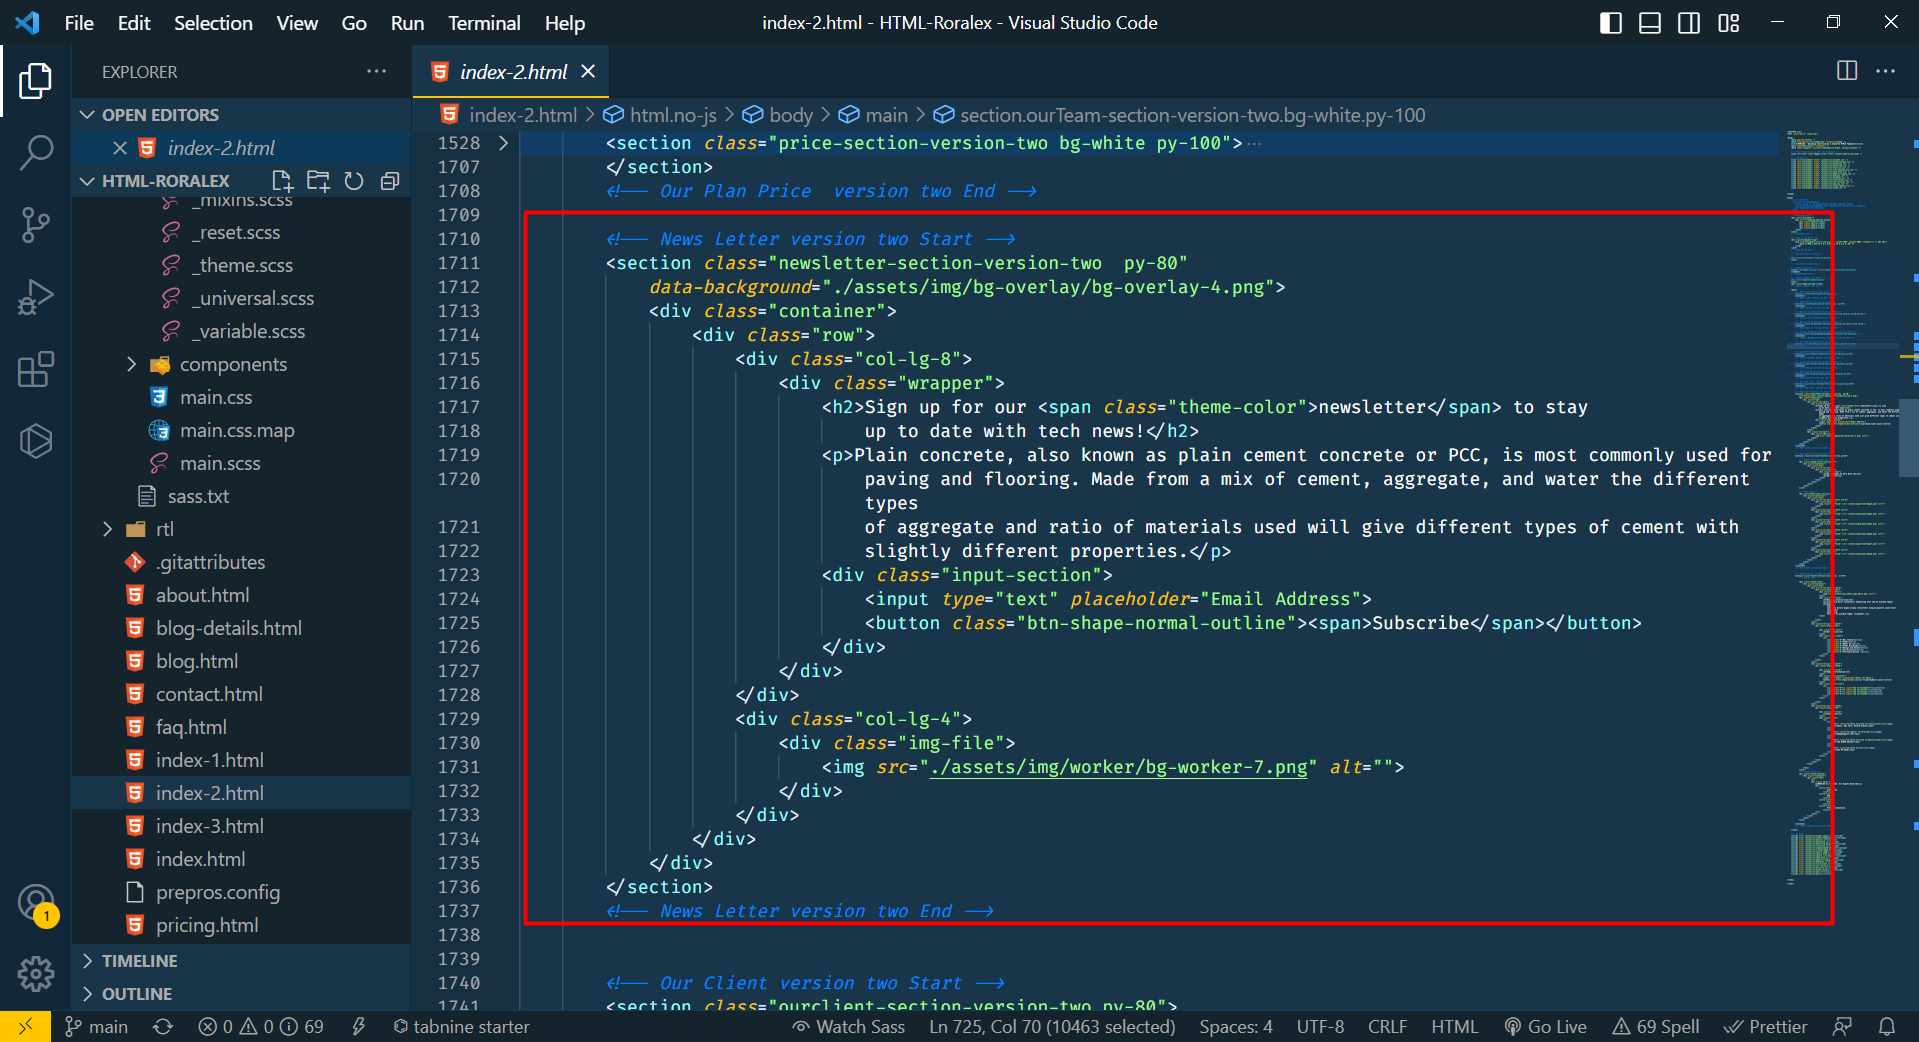 File Edit Selection View Go Run Terminal Help
index-2.html - HTML-Roralex - Visual Studio Code
EXPLORER
OPEN EDITORS
index-2.html
HTML-RORALEX
_mixins.scss
_reset.scss
_theme.scss
_universal.scss
_variable.scss
components
main.css
main.css.map
main.scss
sass.txt
rtl
.gitattributes
about.html
blog-details.html
blog.html
contact.html
faq.html
index-1.html
index-2.html
index-3.html
index.html
prepros.config
pricing.html
TIMELINE
OUTLINE
1
index-2.html
index-2.html > html.no-js > body > main > section.ourTeam-section-version-two.bg-white.py-100
1528 <section class="price-section-version-two bg-white py-100">…
1707 </section>
1708 <!-- Our Plan Price  version two End -->
1709
1710 <!-- News Letter version two Start -->
1711 <section class="newsletter-section-version-two  py-80"
1712 data-background="./assets/img/bg-overlay/bg-overlay-4.png">
1713 <div class="container">
1714 <div class="row">
1715 <div class="col-lg-8">
1716 <div class="wrapper">
1717 <h2>Sign up for our <span class="theme-color">newsletter</span> to stay
1718 up to date with tech news!</h2>
1719 <p>Plain concrete, also known as plain cement concrete or PCC, is most commonly used for
1720 paving and flooring. Made from a mix of cement, aggregate, and water the different
types
1721 of aggregate and ratio of materials used will give different types of cement with
1722 slightly different properties.</p>
1723 <div class="input-section">
1724 <input type="text" placeholder="Email Address">
1725 <button class="btn-shape-normal-outline"><span>Subscribe</span></button>
1726 </div>
1727 </div>
1728 </div>
1729 <div class="col-lg-4">
1730 <div class="img-file">
1731 <img src="./assets/img/worker/bg-worker-7.png" alt="">
1732 </div>
1733 </div>
1734 </div>
1735 </div>
1736 </section>
1737 <!-- News Letter version two End -->
1738
1739
1740 <!-- Our Client version two Start -->
1741 <section class="ourclient-section-version-two py-80">
main 0 0 69 tabnine starter Watch Sass Ln 725, Col 70 (10463 selected) Spaces: 4 UTF-8 CRLF HTML Go Live 69 Spell Prettier